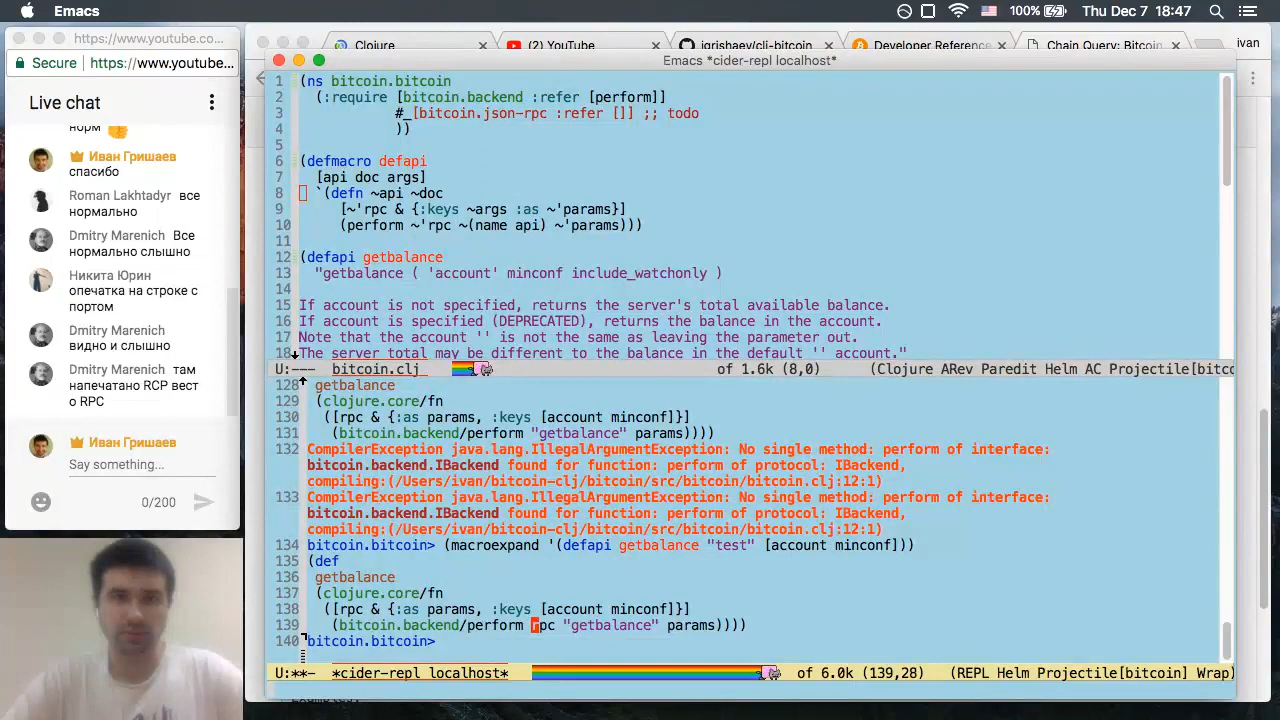 Emacs
100%
Thu Dec 7 18:47
https://www.youtube.co...
Secure
https://www.youtube...
Clojure
(2) YouTube
igrishaev/cli-bitcoin
Developer Reference
Chain Query: Bitcoin
ivan
Live chat
норм 👍
Иван Гришаев
спасибо
Roman Lakhtadyr все
нормально
Dmitry Marenich Все
нормально слышно
Никита Юрин
опечатка на строке с
портом
Dmitry Marenich
видно и слышно
Dmitry Marenich там
напечатано RCP вест
о RPC
Иван Гришаев
Say something...
0/200
Emacs *cider-repl localhost*
1 (ns bitcoin.bitcoin
2 (:require [bitcoin.backend :refer [perform]]
3 #_[bitcoin.json-rpc :refer []] ;; todo
4 ))
5
6 (defmacro defapi
7 [api doc args]
8 `(defn ~api ~doc
9 [~'rpc & {:keys ~args :as ~'params}]
10 (perform ~'rpc ~(name api) ~'params)))
11
12 (defapi getbalance
13 "getbalance ( 'account' minconf include_watchonly )
14
15 If account is not specified, returns the server's total available balance.
16 If account is specified (DEPRECATED), returns the balance in the account.
17 Note that the account '' is not the same as leaving the parameter out.
18 The server total may be different to the balance in the default '' account."
U:--- bitcoin.clj of 1.6k (8,0) (Clojure ARev Paredit Helm AC Projectile[bitco
128 getbalance
129 (clojure.core/fn
130 ([rpc & {:as params, :keys [account minconf]}]
131 (bitcoin.backend/perform "getbalance" params))))
132 CompilerException java.lang.IllegalArgumentException: No single method: perform of interface:
bitcoin.backend.IBackend found for function: perform of protocol: IBackend,
compiling:(/Users/ivan/bitcoin-clj/bitcoin/src/bitcoin/bitcoin.clj:12:1)
133 CompilerException java.lang.IllegalArgumentException: No single method: perform of interface:
bitcoin.backend.IBackend found for function: perform of protocol: IBackend,
compiling:(/Users/ivan/bitcoin-clj/bitcoin/src/bitcoin/bitcoin.clj:12:1)
134 bitcoin.bitcoin> (macroexpand '(defapi getbalance "test" [account minconf]))
135 (def
136 getbalance
137 (clojure.core/fn
138 ([rpc & {:as params, :keys [account minconf]}]
139 (bitcoin.backend/perform rpc "getbalance" params))))
140 bitcoin.bitcoin>
U:**- *cider-repl localhost* of 6.0k (139,28) (REPL Helm Projectile[bitcoin] Wrap)